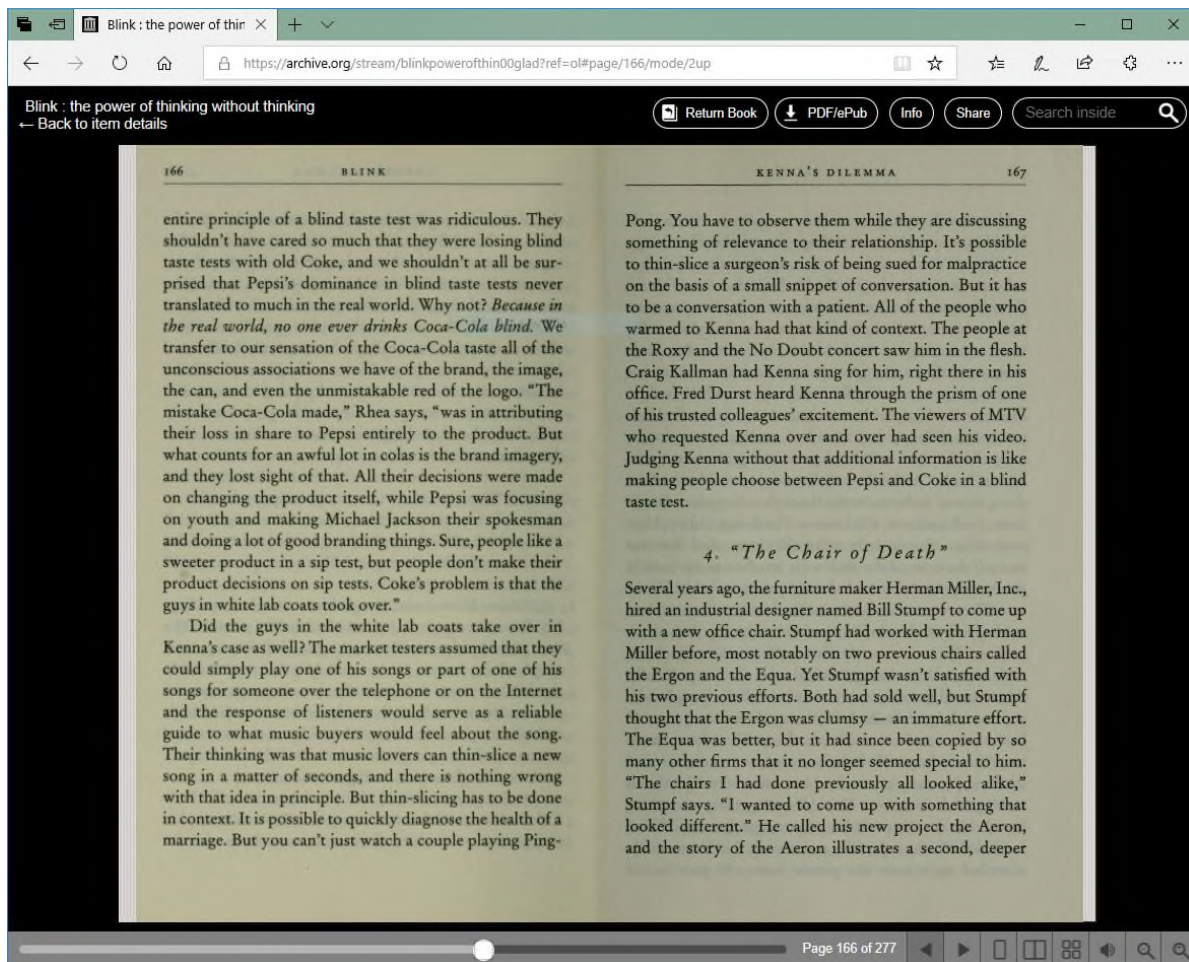 Blink : the power of thin
https://archive.org/stream/blinkpowerofthin00glad?ref=ol#page/166/mode/2up
Blink : the power of thinking without thinking
← Back to item details
Return Book
PDF/ePub
Info
Share
Search inside
166
BLINK
entire principle of a blind taste test was ridiculous. They
shouldn't have cared so much that they were losing blind
taste tests with old Coke, and we shouldn't at all be sur-
prised that Pepsi's dominance in blind taste tests never
translated to much in the real world. Why not? Because in
the real world, no one ever drinks Coca-Cola blind. We
transfer to our sensation of the Coca-Cola taste all of the
unconscious associations we have of the brand, the image,
the can, and even the unmistakable red of the logo. “The
mistake Coca-Cola made,” Rhea says, “was in attributing
their loss in share to Pepsi entirely to the product. But
what counts for an awful lot in colas is the brand imagery,
and they lost sight of that. All their decisions were made
on changing the product itself, while Pepsi was focusing
on youth and making Michael Jackson their spokesman
and doing a lot of good branding things. Sure, people like a
sweeter product in a sip test, but people don't make their
product decisions on sip tests. Coke's problem is that the
guys in white lab coats took over.”
Did the guys in the white lab coats take over in
Kenna's case as well? The market testers assumed that they
could simply play one of his songs or part of one of his
songs for someone over the telephone or on the Internet
and the response of listeners would serve as a reliable
guide to what music buyers would feel about the song.
Their thinking was that music lovers can thin-slice a new
song in a matter of seconds, and there is nothing wrong
with that idea in principle. But thin-slicing has to be done
in context. It is possible to quickly diagnose the health of a
marriage. But you can't just watch a couple playing Ping-
KENNA'S DILEMMA
167
Pong. You have to observe them while they are discussing
something of relevance to their relationship. It's possible
to thin-slice a surgeon's risk of being sued for malpractice
on the basis of a small snippet of conversation. But it has
to be a conversation with a patient. All of the people who
warmed to Kenna had that kind of context. The people at
the Roxy and the No Doubt concert saw him in the flesh.
Craig Kallman had Kenna sing for him, right there in his
office. Fred Durst heard Kenna through the prism of one
of his trusted colleagues' excitement. The viewers of MTV
who requested Kenna over and over had seen his video.
Judging Kenna without that additional information is like
making people choose between Pepsi and Coke in a blind
taste test.
4. “The Chair of Death”
Several years ago, the furniture maker Herman Miller, Inc.,
hired an industrial designer named Bill Stumpf to come up
with a new office chair. Stumpf had worked with Herman
Miller before, most notably on two previous chairs called
the Ergon and the Equa. Yet Stumpf wasn't satisfied with
his two previous efforts. Both had sold well, but Stumpf
thought that the Ergon was clumsy — an immature effort.
The Equa was better, but it had since been copied by so
many other firms that it no longer seemed special to him.
“The chairs I had done previously all looked alike,”
Stumpf says. “I wanted to come up with something that
looked different.” He called his new project the Aeron,
and the story of the Aeron illustrates a second, deeper
Page 166 of 277